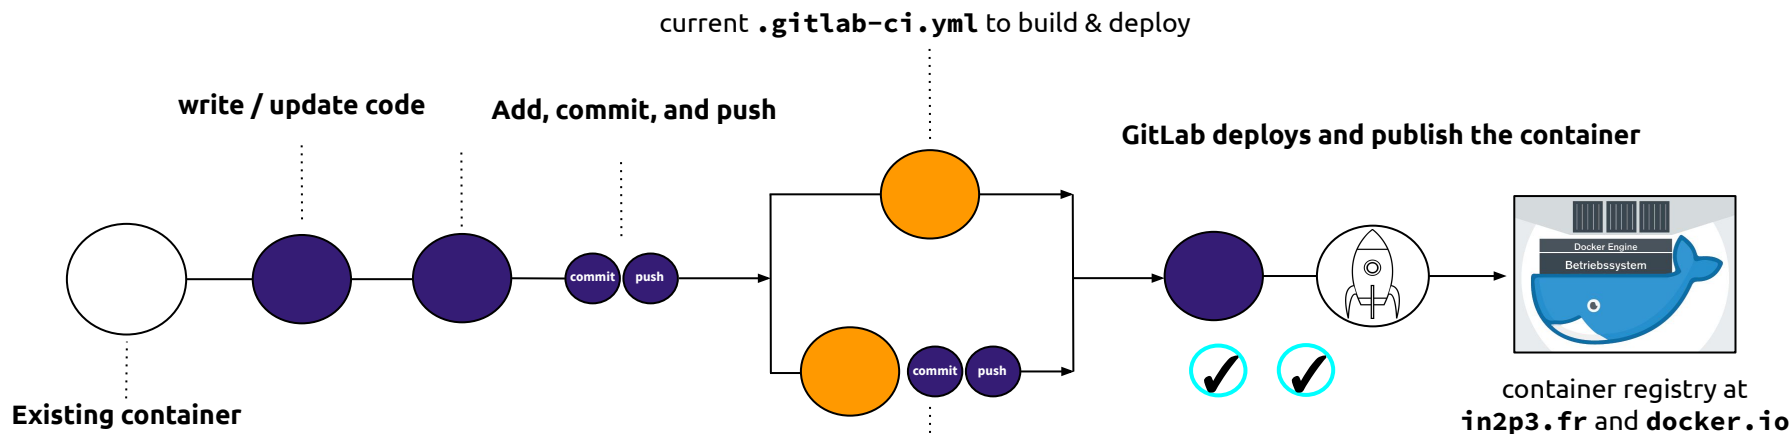 current .gitlab-ci.yml to build & deploy
write / update code
Add, commit, and push
GitLab deploys and publish the container
Docker Engine
Betriebssystem
commit
push
commit
push
Existing container
container registry at
in2p3.fr and docker.io